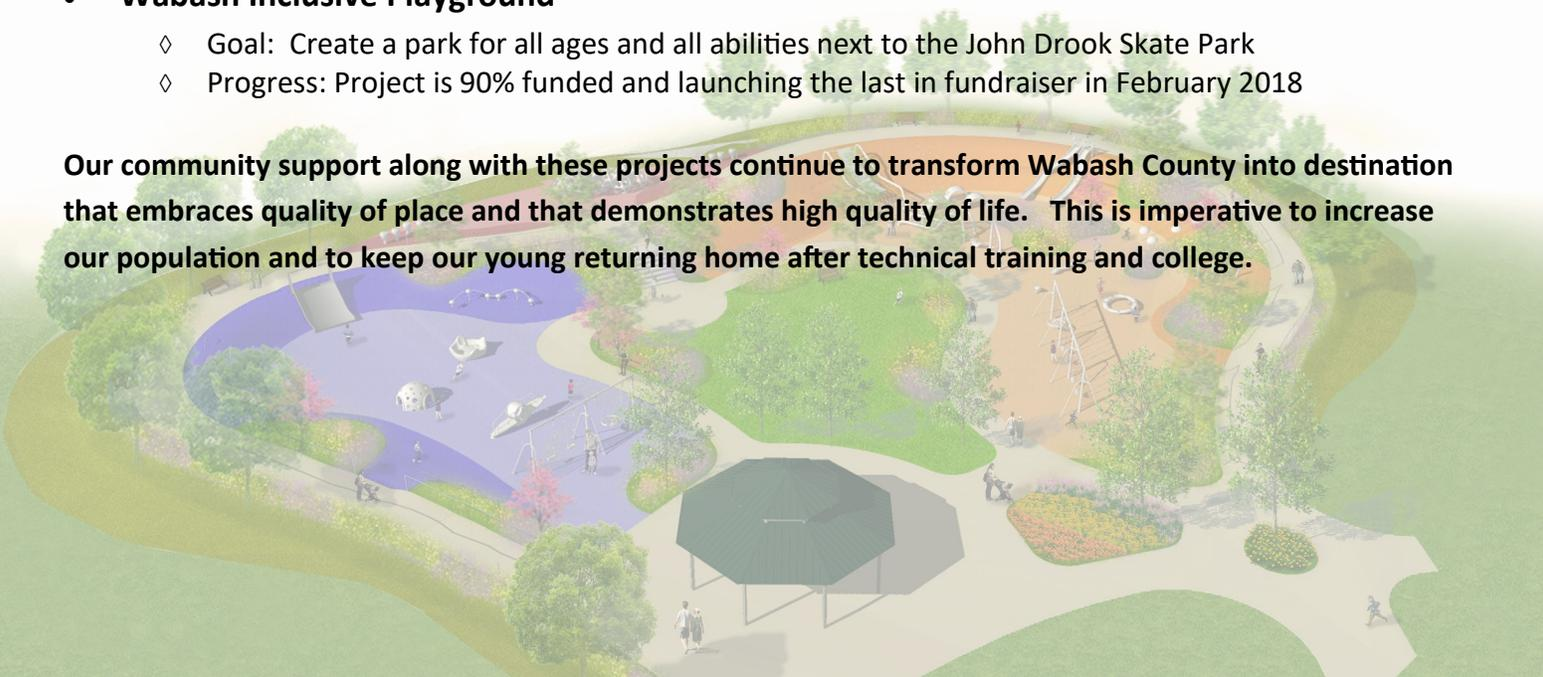 • Wabash Inclusive Playground
◊ Goal:  Create a park for all ages and all abilities next to the John Drook Skate Park
◊ Progress: Project is 90% funded and launching the last in fundraiser in February 2018
Our community support along with these projects continue to transform Wabash County into destination
that embraces quality of place and that demonstrates high quality of life.   This is imperative to increase
our population and to keep our young returning home after technical training and college.